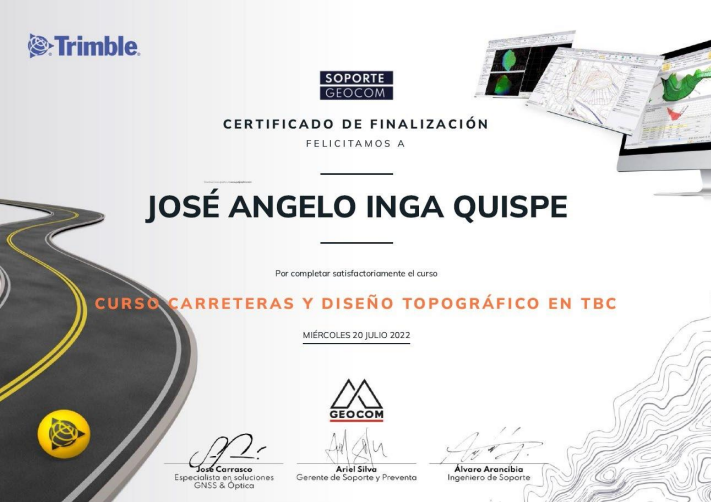 Trimble
SOPORTE
GEOCOM
CERTIFICADO DE FINALIZACIÓN
FELICITAMOS A
JOSÉ ANGELO INGA QUISPE
Por completar satisfactoriamente el curso
CURSO CARRETERAS Y DISEÑO TOPOGRÁFICO EN TBC
MIÉRCOLES 20 JULIO 2022
GEOCOM
José Carrasco
Especialista en soluciones
GNSS & Óptica
Ariel Silva
Gerente de Soporte y Preventa
Álvaro Arancibia
Ingeniero de Soporte